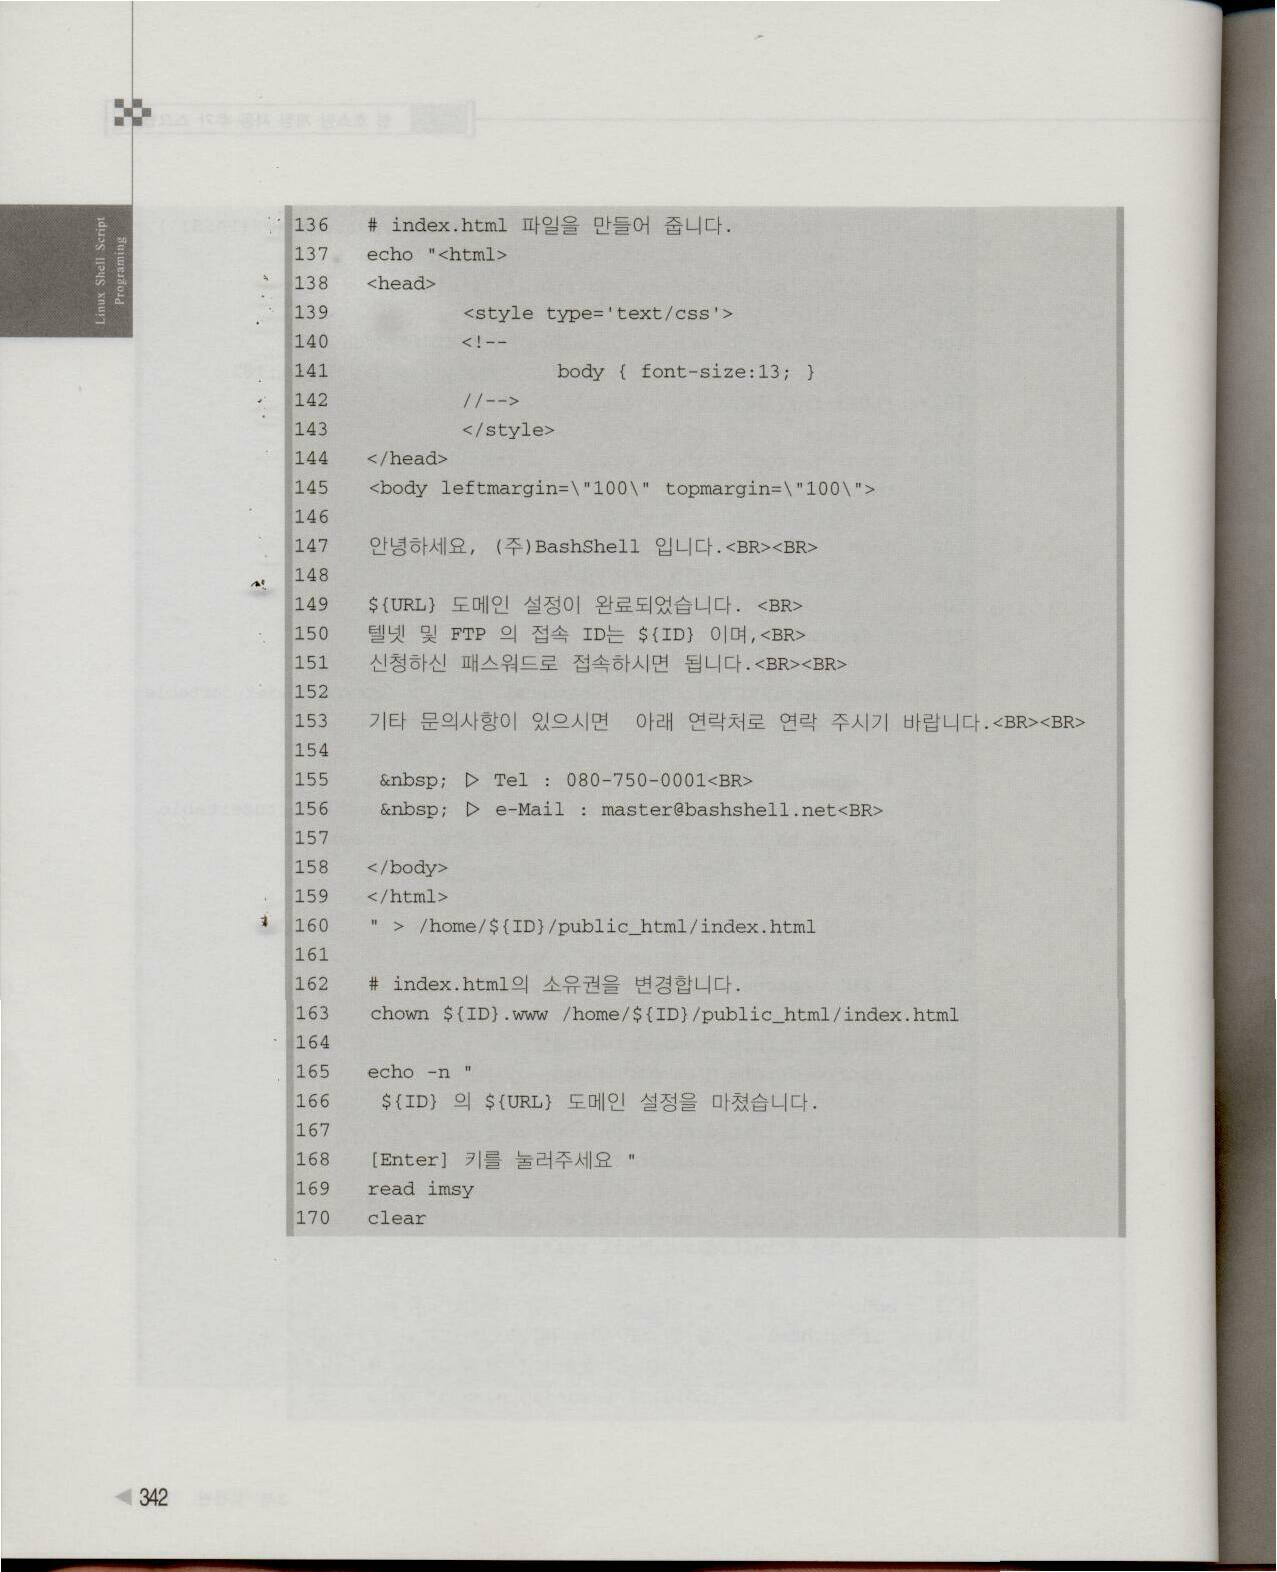 Linux Shell Script
Programing
136 # index.html 파일을 만들어 줍니다.
137 echo "<html>
138 <head>
139 <style type='text/css'>
140 <!--
141 body { font-size:13; }
142 //-->
143 </style>
144 </head>
145 <body leftmargin=\"100\" topmargin=\"100\">
146
147 안녕하세요, (주)BashShell 입니다.<BR><BR>
148
149 ${URL} 도메인 설정이 완료되었습니다. <BR>
150 텔넷 및 FTP 의 접속 ID는 ${ID} 이며,<BR>
151 신청하신 패스워드로 접속하시면 됩니다.<BR><BR>
152
153 기타 문의사항이 있으시면 아래 연락처로 연락 주시기 바랍니다.<BR><BR>
154
155 &nbsp; ▷ Tel : 080-750-0001<BR>
156 &nbsp; ▷ e-Mail : master@bashshell.net<BR>
157
158 </body>
159 </html>
160 " > /home/${ID}/public_html/index.html
161
162 # index.html의 소유권을 변경합니다.
163 chown ${ID}.www /home/${ID}/public_html/index.html
164
165 echo -n "
166 ${ID} 의 ${URL} 도메인 설정을 마쳤습니다.
167
168 [Enter] 키를 눌러주세요 "
169 read imsy
170 clear
◀ 342